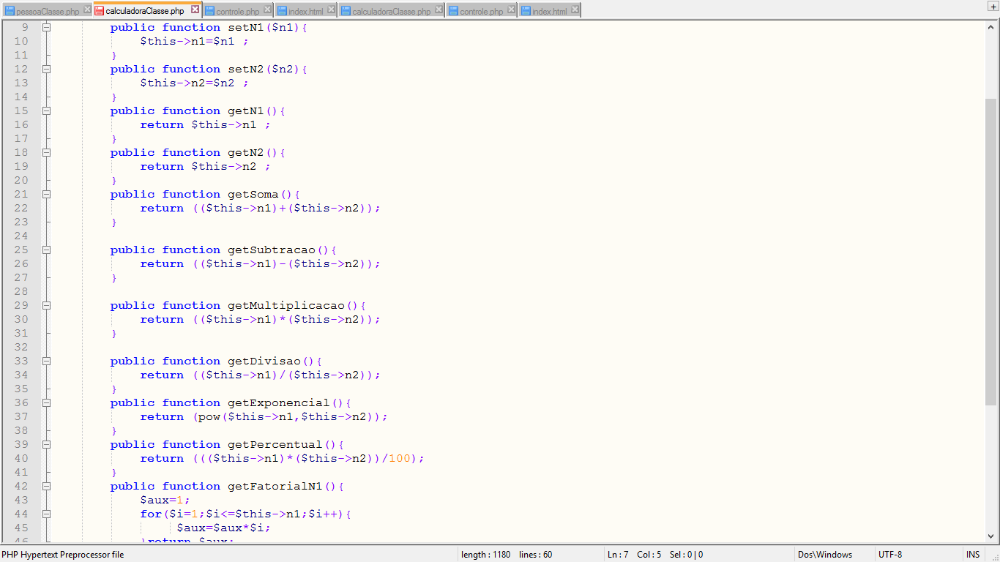 pessoaClasse.php calculadoraClasse.php controle.php index.html calculadoraClasse.php controle.php index.html
9 public function setN1($n1){
10 $this->n1=$n1 ;
11 }
12 public function setN2($n2){
13 $this->n2=$n2 ;
14 }
15 public function getN1(){
16 return $this->n1 ;
17 }
18 public function getN2(){
19 return $this->n2 ;
20 }
21 public function getSoma(){
22 return (($this->n1)+($this->n2));
23 }
24
25 public function getSubtracao(){
26 return (($this->n1)-($this->n2));
27 }
28
29 public function getMultiplicacao(){
30 return (($this->n1)*($this->n2));
31 }
32
33 public function getDivisao(){
34 return (($this->n1)/($this->n2));
35 }
36 public function getExponencial(){
37 return (pow($this->n1,$this->n2));
38 }
39 public function getPercentual(){
40 return ((($this->n1)*($this->n2))/100);
41 }
42 public function getFatorialN1(){
43 $aux=1;
44 for($i=1;$i<=$this->n1;$i++){
45 $aux=$aux*$i;
46 }return $aux;
PHP Hypertext Preprocessor file length : 1180 lines : 60 Ln : 7 Col : 5 Sel : 0 | 0 Dos\Windows UTF-8 INS